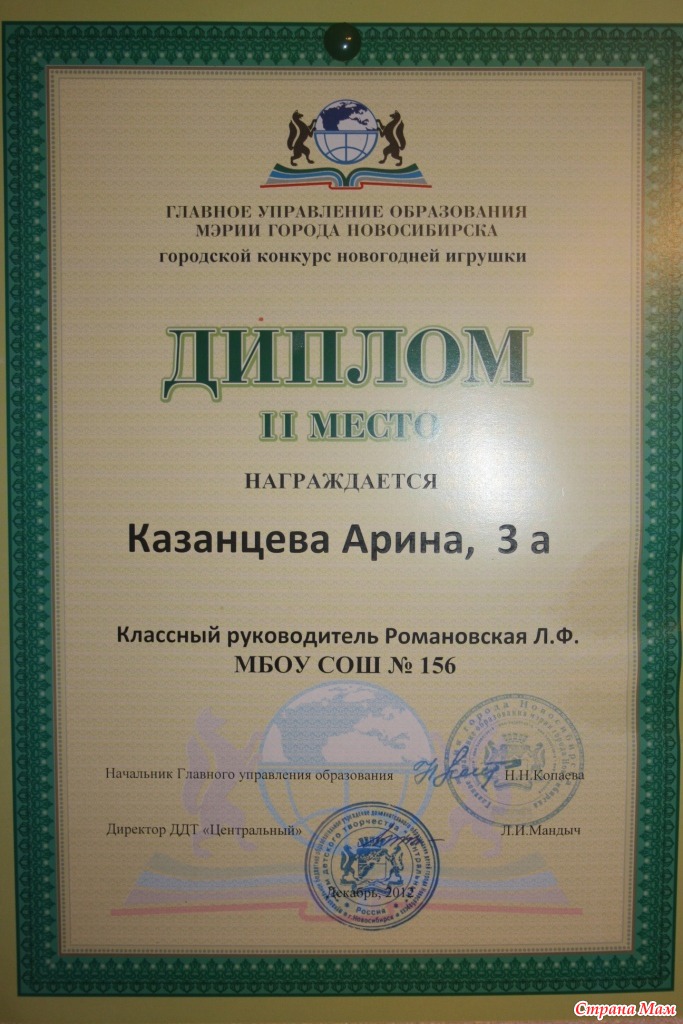 ГЛАВНОЕ УПРАВЛЕНИЕ ОБРАЗОВАНИЯ
МЭРИИ ГОРОДА НОВОСИБИРСКА
городской конкурс новогодней игрушки
ДИПЛОМ
II МЕСТО
НАГРАЖДАЕТСЯ
Казанцева Арина, 3 а
Классный руководитель Романовская Л.Ф.
МБОУ СОШ № 156
Начальник Главного управления образования Н.Н.Копаева
Директор ДДТ «Центральный» Л.И.Мандыч
Декабрь, 2012
Россия
Страна Мам